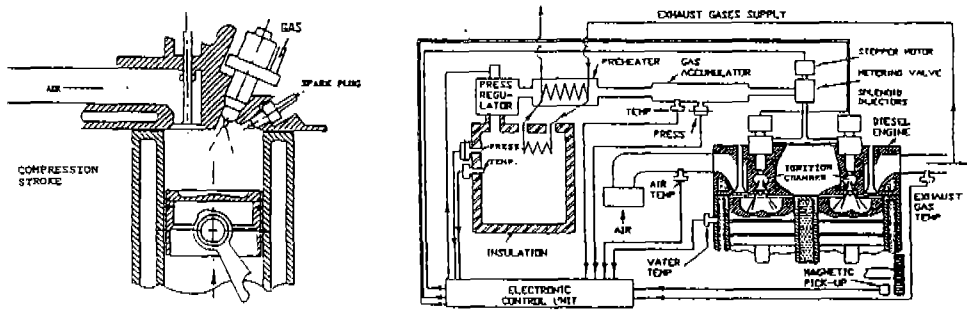 GAS
AIR
SPARK PLUG
COMPRESSION
STROKE
EXHAUST GASES SUPPLY
PREHEATER
GAS
ACCUMULATOR
STEPPER MOTOR
METERING VALVE
SOLENOID
INJECTORS
DIESEL
ENGINE
PRESS REGU-
LATOR
TEMP
PRESS
PRESS.
TEMP.
IGNITION
CHAMBER
AIR
TEMP
AIR
EXHAUST
GAS
TEMP
INSULATION
WATER
TEMP
MAGNETIC
PICK-UP
ELECTRONIC
CONTROL UNIT